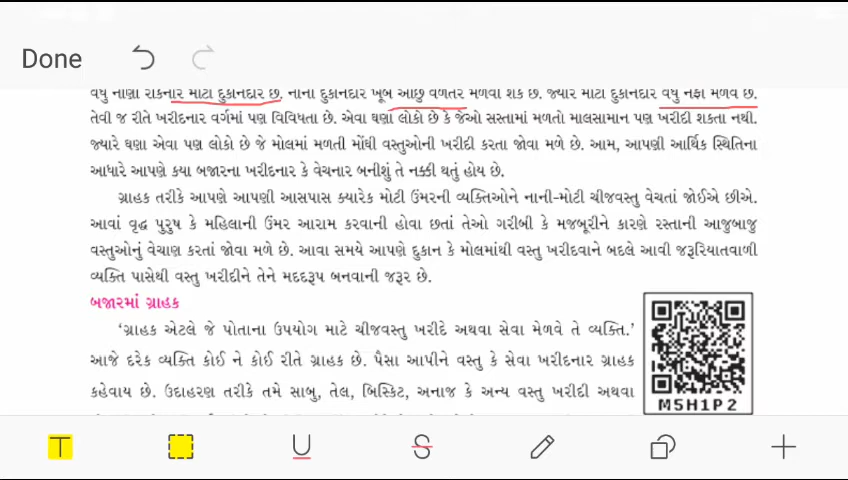 Done
વધુ નાણાં રોકનાર મોટા દુકાનદાર છે. નાના દુકાનદાર ખૂબ ઓછું વળતર મેળવી શકે છે. જ્યારે મોટા દુકાનદાર વધુ નફો મેળવે છે.
તેવી જ રીતે ખરીદનાર વર્ગમાં પણ વિવિધતા છે. એવા ઘણા લોકો છે કે જેઓ સસ્તામાં મળતો માલસામાન પણ ખરીદી શકતા નથી.
જ્યારે ઘણા એવા પણ લોકો છે જે મોલમાં મળતી મોંઘી વસ્તુઓની ખરીદી કરતા જોવા મળે છે. આમ, આપણી આર્થિક સ્થિતિના
આધારે આપણે કયા બજારના ખરીદનાર કે વેચનાર બનીશું તે નક્કી થતું હોય છે.
ગ્રાહક તરીકે આપણે આપણી આસપાસ ક્યારેક મોટી ઉંમરની વ્યક્તિઓને નાની-મોટી ચીજવસ્તુ વેચતાં જોઈએ છીએ.
આવાં વૃદ્ધ પુરુષ કે મહિલાની ઉંમર આરામ કરવાની હોવા છતાં તેઓ ગરીબી કે મજબૂરીને કારણે રસ્તાની આજુબાજુ
વસ્તુઓનું વેચાણ કરતાં જોવા મળે છે. આવા સમયે આપણે દુકાન કે મોલમાંથી વસ્તુ ખરીદવાને બદલે આવી જરૂરિયાતવાળી
વ્યક્તિ પાસેથી વસ્તુ ખરીદીને તેને મદદરૂપ બનવાની જરૂર છે.
બજારમાં ગ્રાહક
‘ગ્રાહક એટલે જે પોતાના ઉપયોગ માટે ચીજવસ્તુ ખરીદે અથવા સેવા મેળવે તે વ્યક્તિ.’
આજે દરેક વ્યક્તિ કોઈ ને કોઈ રીતે ગ્રાહક છે. પૈસા આપીને વસ્તુ કે સેવા ખરીદનાર ગ્રાહક
કહેવાય છે. ઉદાહરણ તરીકે તમે સાબુ, તેલ, બિસ્કિટ, અનાજ કે અન્ય વસ્તુ ખરીદી અથવા
M5H1P2